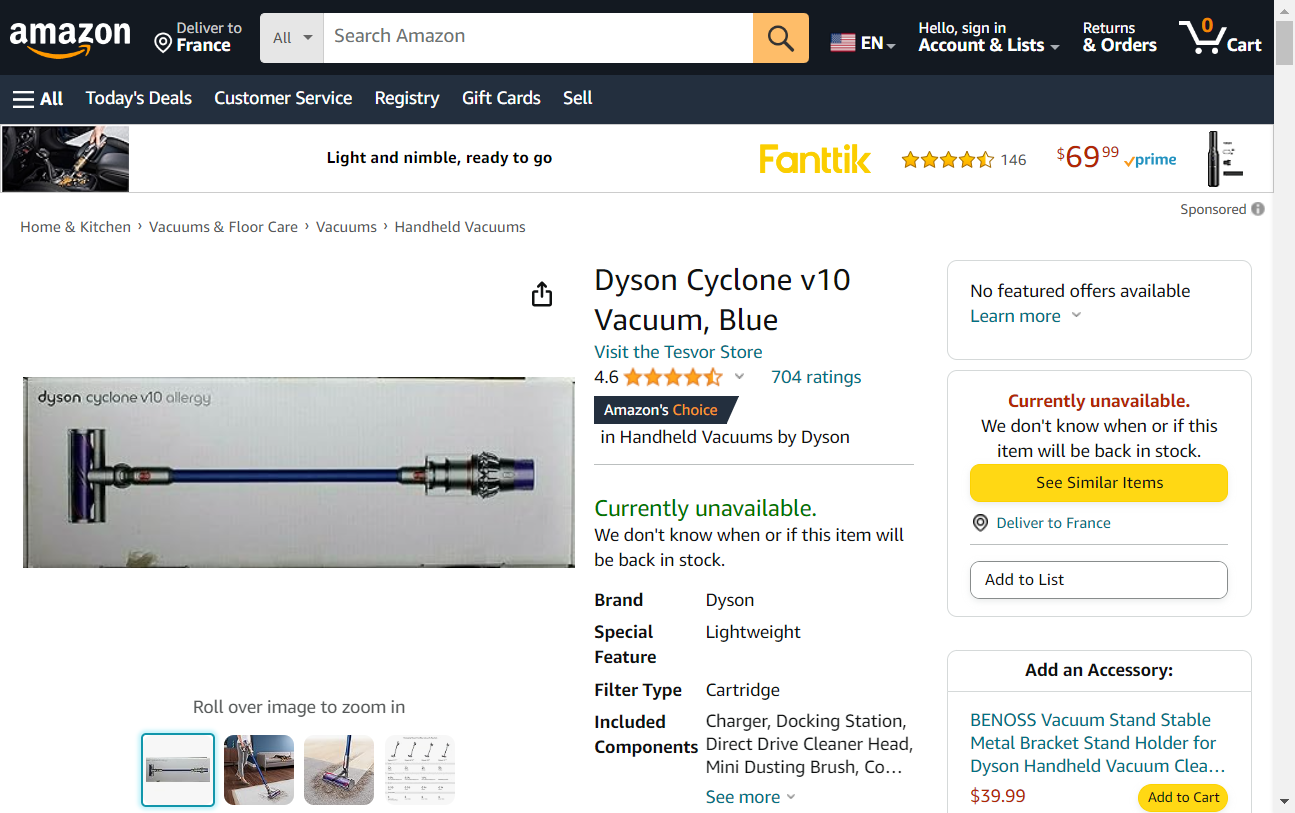 amazon
Deliver to
France
All
Search Amazon
EN
Hello, sign in
Account & Lists
Returns
& Orders
0
Cart
All
Today's Deals
Customer Service
Registry
Gift Cards
Sell
Light and nimble, ready to go
Fanttik
146
$69.99
prime
Sponsored
Home & Kitchen › Vacuums & Floor Care › Vacuums › Handheld Vacuums
dyson cyclone v10 allergy
Roll over image to zoom in
Dyson Cyclone v10
Vacuum, Blue
Visit the Tesvor Store
4.6
704 ratings
Amazon's Choice
in Handheld Vacuums by Dyson
Currently unavailable.
We don't know when or if this item will
be back in stock.
Brand Dyson
Special Lightweight
Feature
Filter Type Cartridge
Included Charger, Docking Station,
Components Direct Drive Cleaner Head,
Mini Dusting Brush, Co…
See more
No featured offers available
Learn more
Currently unavailable.
We don't know when or if this
item will be back in stock.
See Similar Items
Deliver to France
Add to List
Add an Accessory:
BENOSS Vacuum Stand Stable
Metal Bracket Stand Holder for
Dyson Handheld Vacuum Clea…
$39.99
Add to Cart